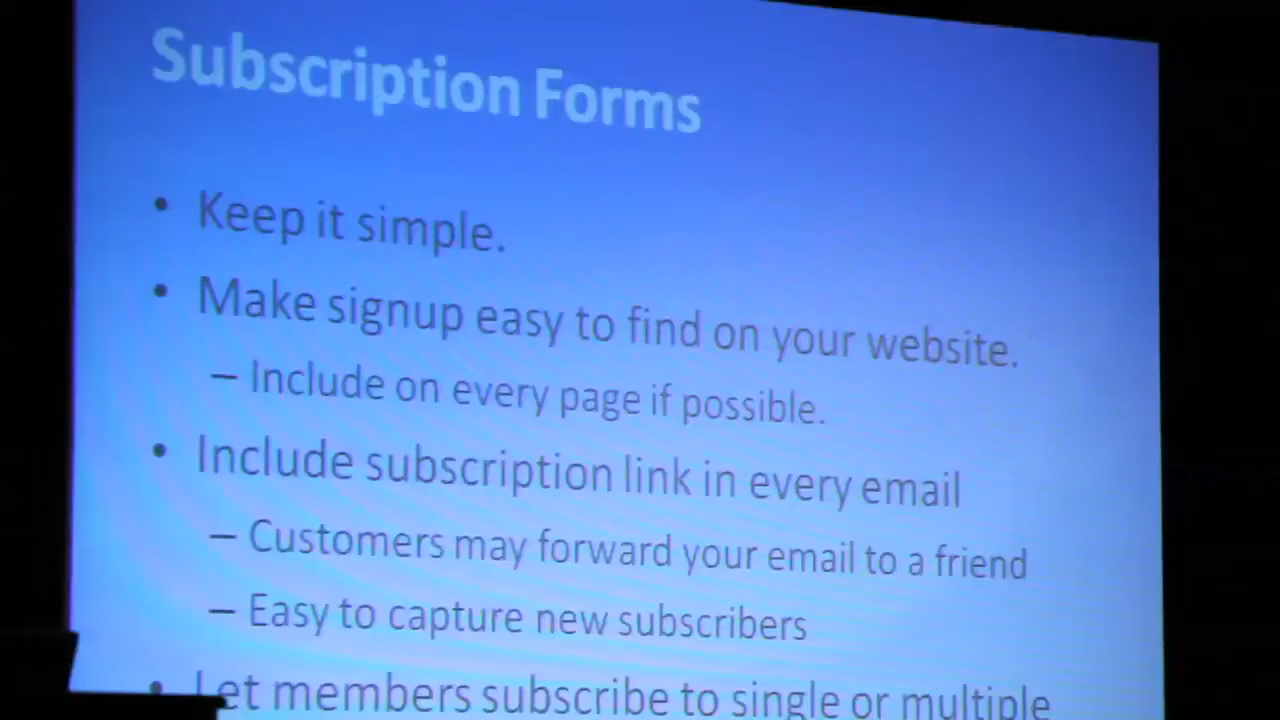 Subscription Forms
• Keep it simple.
• Make signup easy to find on your website.
– Include on every page if possible.
• Include subscription link in every email
– Customers may forward your email to a friend
– Easy to capture new subscribers
• Let members subscribe to single or multiple